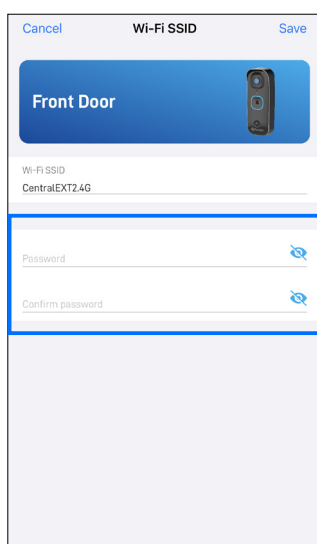 Cancel Wi-Fi SSID Save
Front Door
Wi-Fi SSID
CentralEXT2.4G
Password
Confirm password